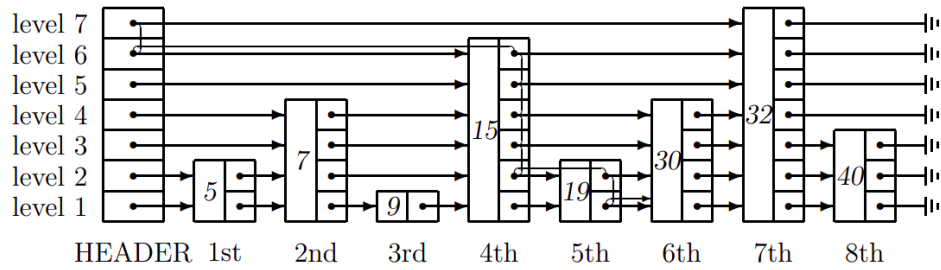 level 7
level 6
level 5
level 4
level 3
level 2
level 1
5
7
9
15
19
30
32
40
HEADER 1st 2nd 3rd 4th 5th 6th 7th 8th